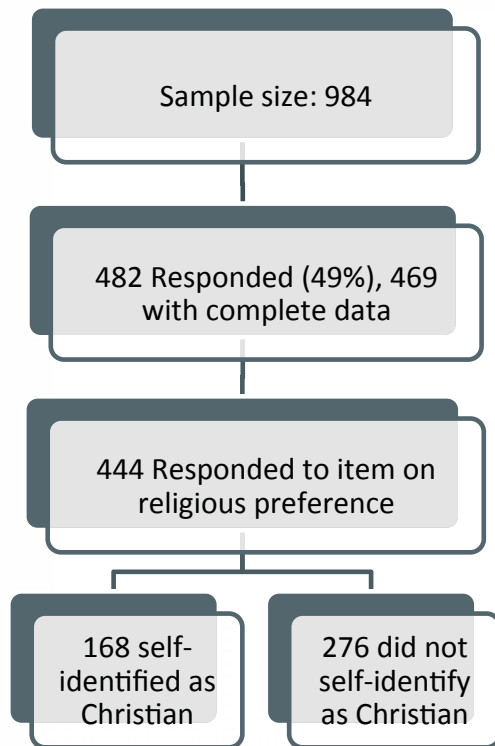 Sample size: 984
482 Responded (49%), 469
with complete data
444 Responded to item on
religious preference
168 self-
identified as
Christian
276 did not
self-identify
as Christian